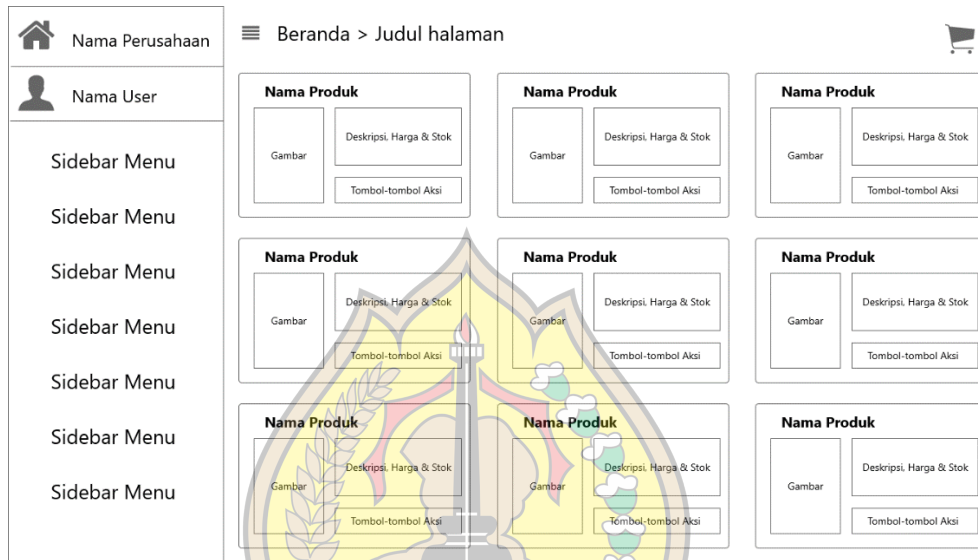 Nama Perusahaan
Nama User
Sidebar Menu
Sidebar Menu
Sidebar Menu
Sidebar Menu
Sidebar Menu
Sidebar Menu
Sidebar Menu
Beranda > Judul halaman
Nama Produk
Gambar
Deskripsi, Harga & Stok
Tombol-tombol Aksi
Nama Produk
Gambar
Deskripsi, Harga & Stok
Tombol-tombol Aksi
Nama Produk
Gambar
Deskripsi, Harga & Stok
Tombol-tombol Aksi
Nama Produk
Gambar
Deskripsi, Harga & Stok
Tombol-tombol Aksi
Nama Produk
Gambar
Deskripsi, Harga & Stok
Tombol-tombol Aksi
Nama Produk
Gambar
Deskripsi, Harga & Stok
Tombol-tombol Aksi
Nama Produk
Gambar
Deskripsi, Harga & Stok
Tombol-tombol Aksi
Nama Produk
Gambar
Deskripsi, Harga & Stok
Tombol-tombol Aksi
Nama Produk
Gambar
Deskripsi, Harga & Stok
Tombol-tombol Aksi